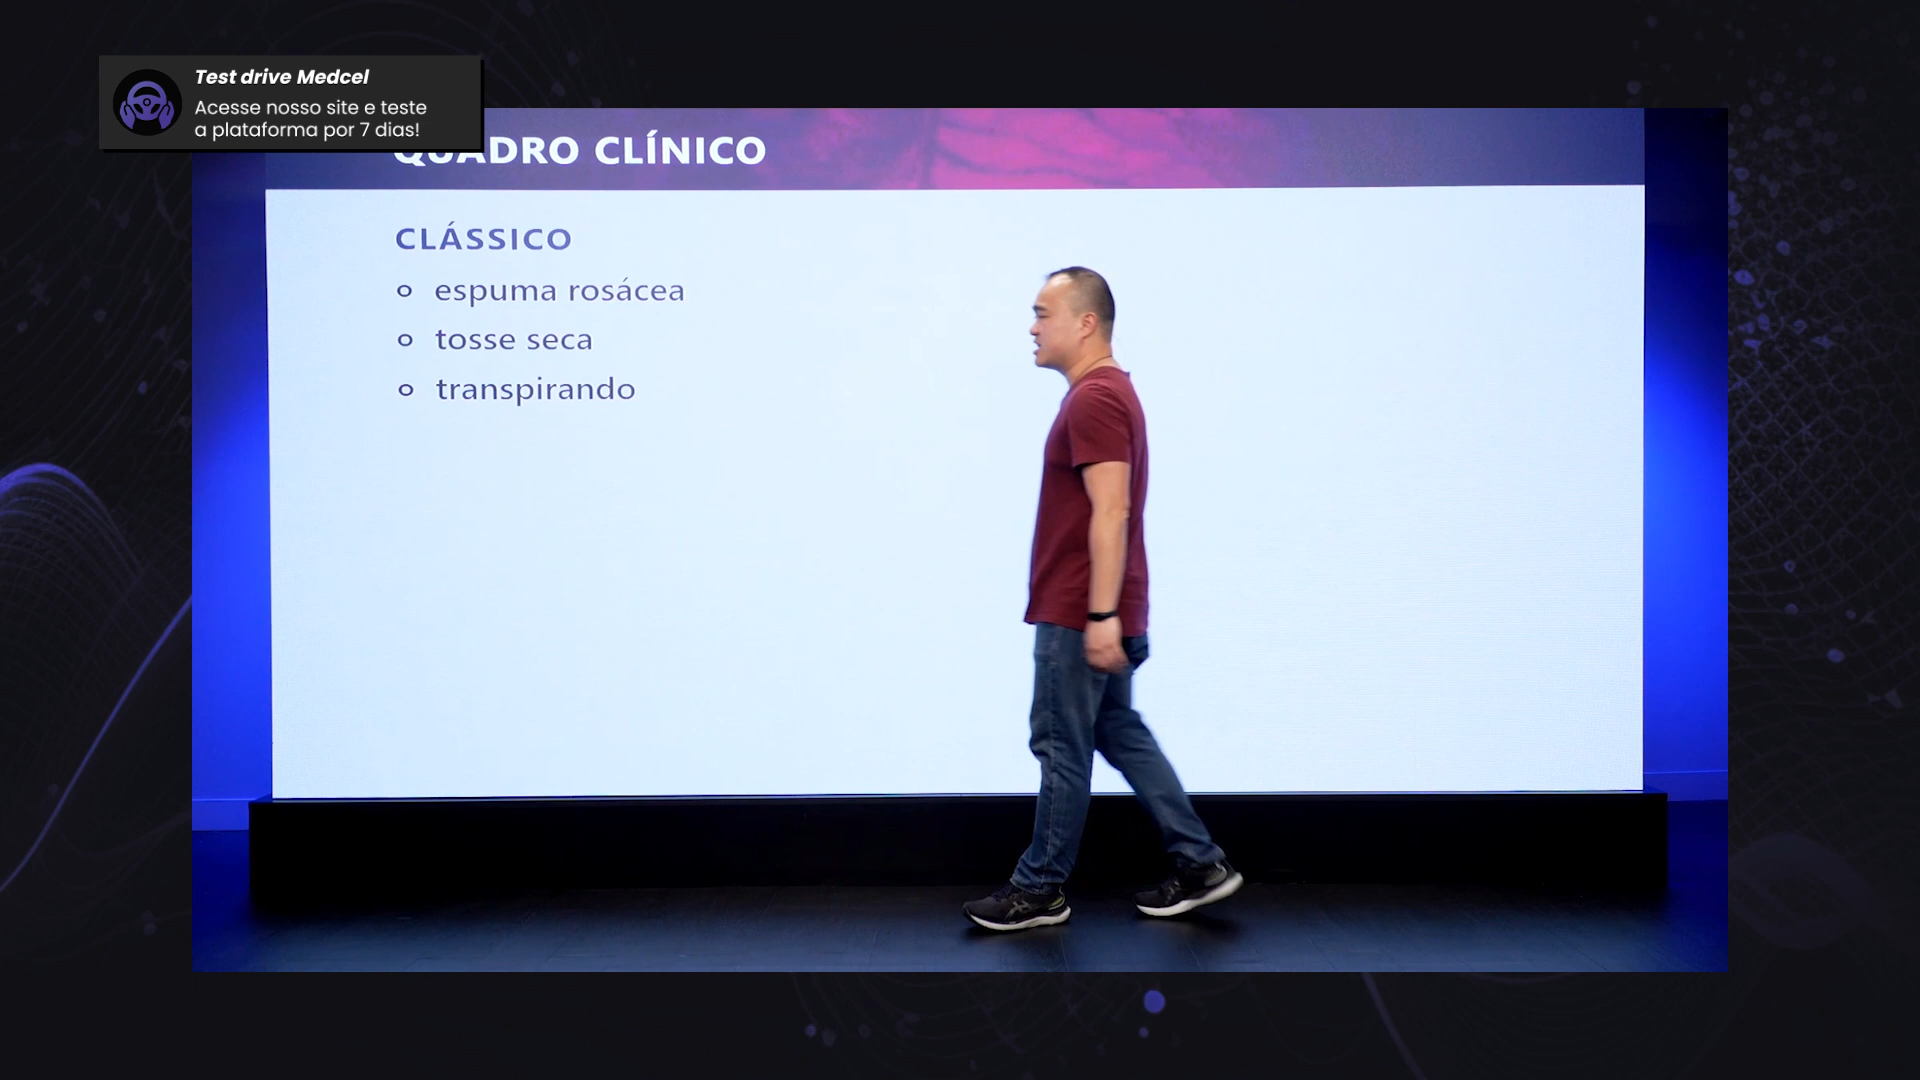 Test drive Medcel
Acesse nosso site e teste
a plataforma por 7 dias!
QUADRO CLÍNICO
CLÁSSICO
espuma rosácea
tosse seca
transpirando